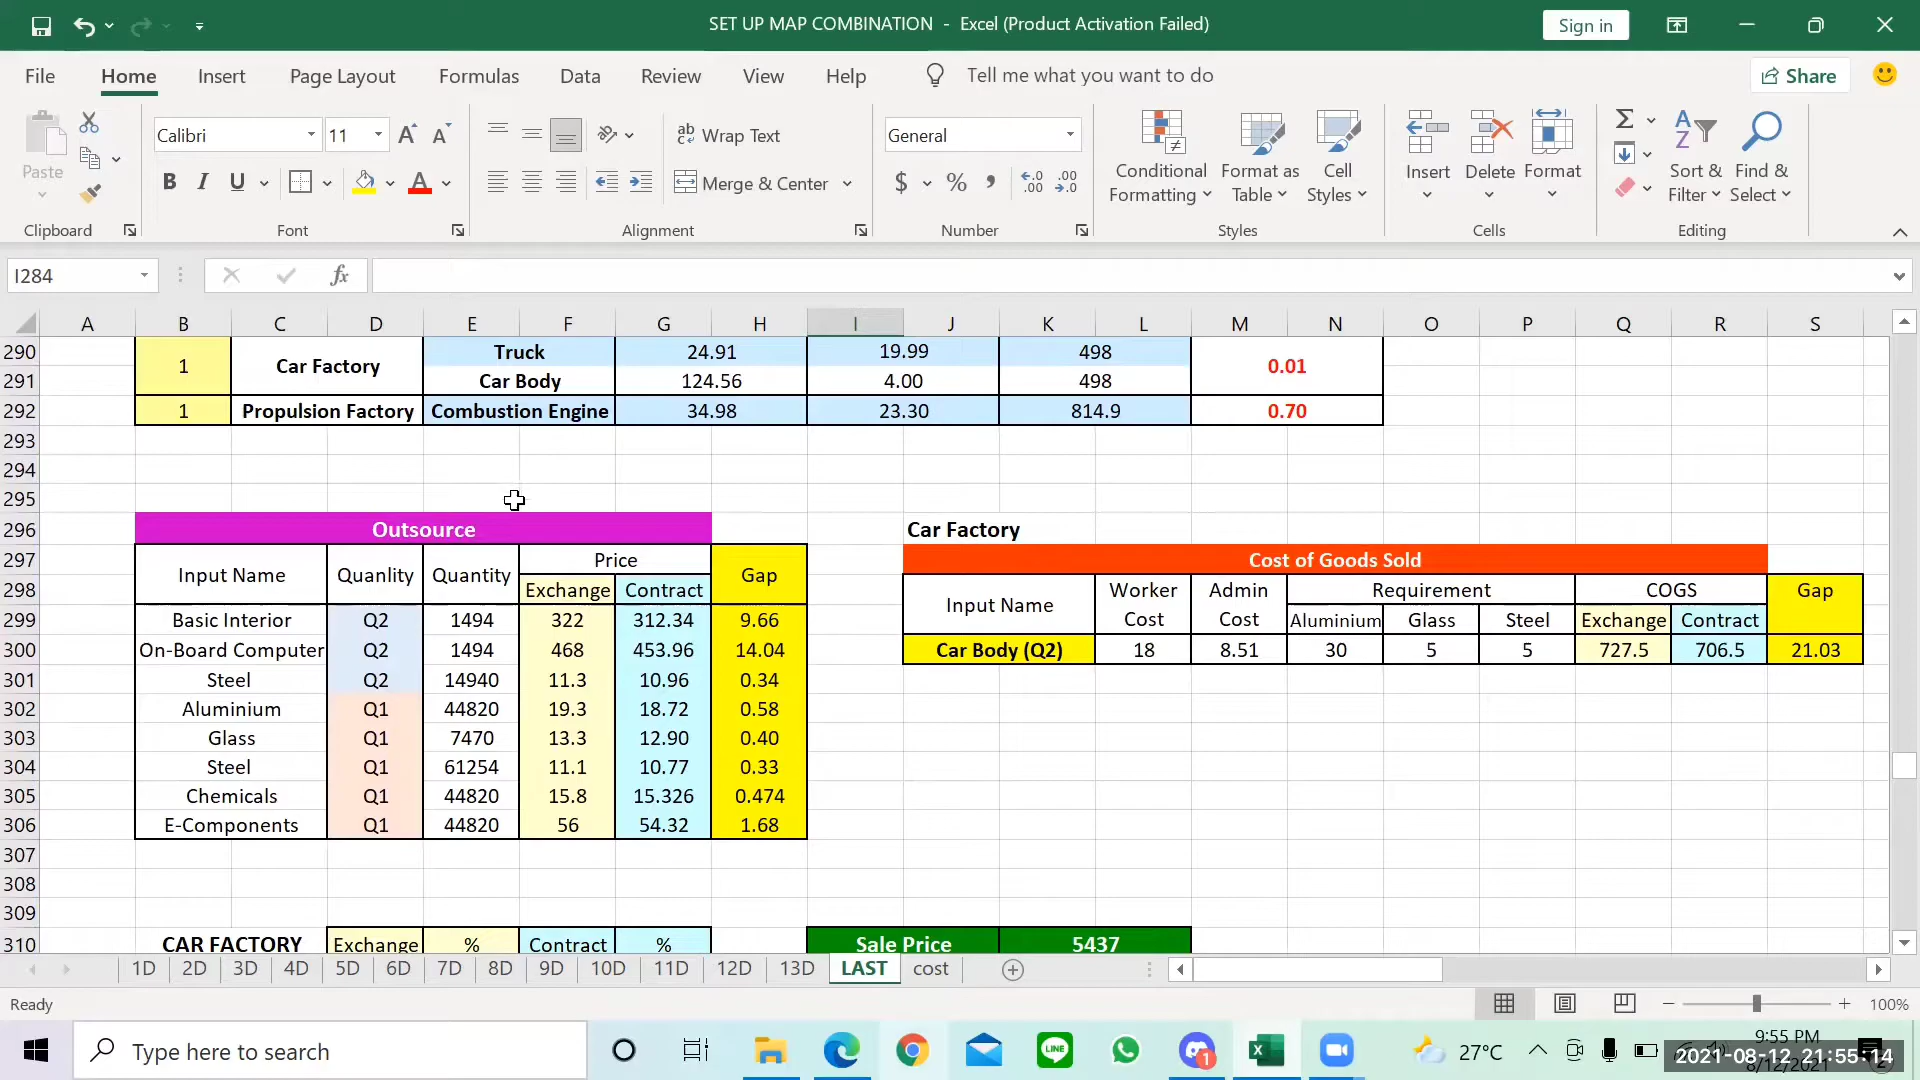 SET UP MAP COMBINATION - Excel (Product Activation Failed)
Sign in
File Home Insert Page Layout Formulas Data Review View Help Tell me what you want to do
Share
Calibri 11
ab Wrap Text
General
Paste
B I U
Merge & Center
$ % ,
Conditional Formatting
Format as Table
Cell Styles
Insert
Delete
Format
Sort & Filter
Find & Select
Clipboard Font Alignment Number Styles Cells Editing
I284
fx
A B C D E F G H I J K L M N O P Q R S
290 1 Car Factory Truck 24.91 19.99 498 0.01
291 Car Body 124.56 4.00 498
292 1 Propulsion Factory Combustion Engine 34.98 23.30 814.9 0.70
293
294
295
296 Outsource Car Factory
297 Input Name Quanlity Quantity Price Gap Cost of Goods Sold
298 Exchange Contract Input Name Worker Cost Admin Cost Requirement COGS Gap
299 Basic Interior Q2 1494 322 312.34 9.66 Aluminium Glass Steel Exchange Contract
300 On-Board Computer Q2 1494 468 453.96 14.04 Car Body (Q2) 18 8.51 30 5 5 727.5 706.5 21.03
301 Steel Q2 14940 11.3 10.96 0.34
302 Aluminium Q1 44820 19.3 18.72 0.58
303 Glass Q1 7470 13.3 12.90 0.40
304 Steel Q1 61254 11.1 10.77 0.33
305 Chemicals Q1 44820 15.8 15.326 0.474
306 E-Components Q1 44820 56 54.32 1.68
307
308
309
310 CAR FACTORY Exchange % Contract % Sale Price 5437
1D 2D 3D 4D 5D 6D 7D 8D 9D 10D 11D 12D 13D LAST cost
Ready
100%
Type here to search
LINE
1
27°C
9:55 PM
2021-08-12 21:55:14